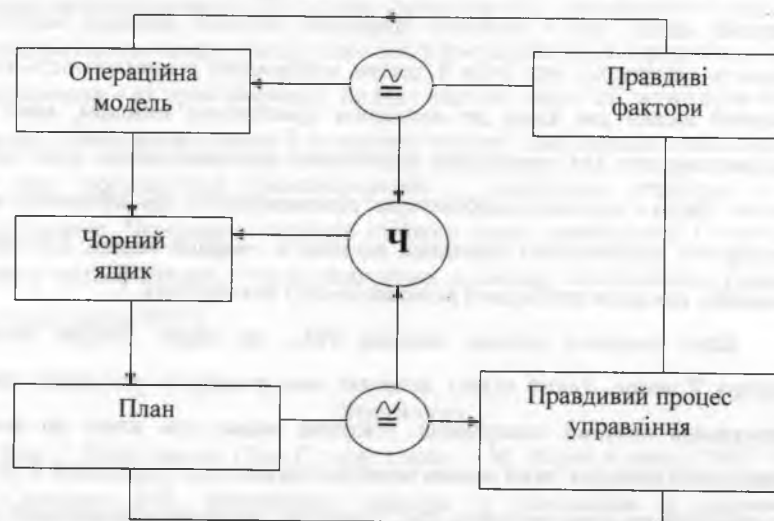 Операційна
модель
≅
Правдиві
фактори
Чорний
ящик
Ч
План
≅
Правдивий процес
управління